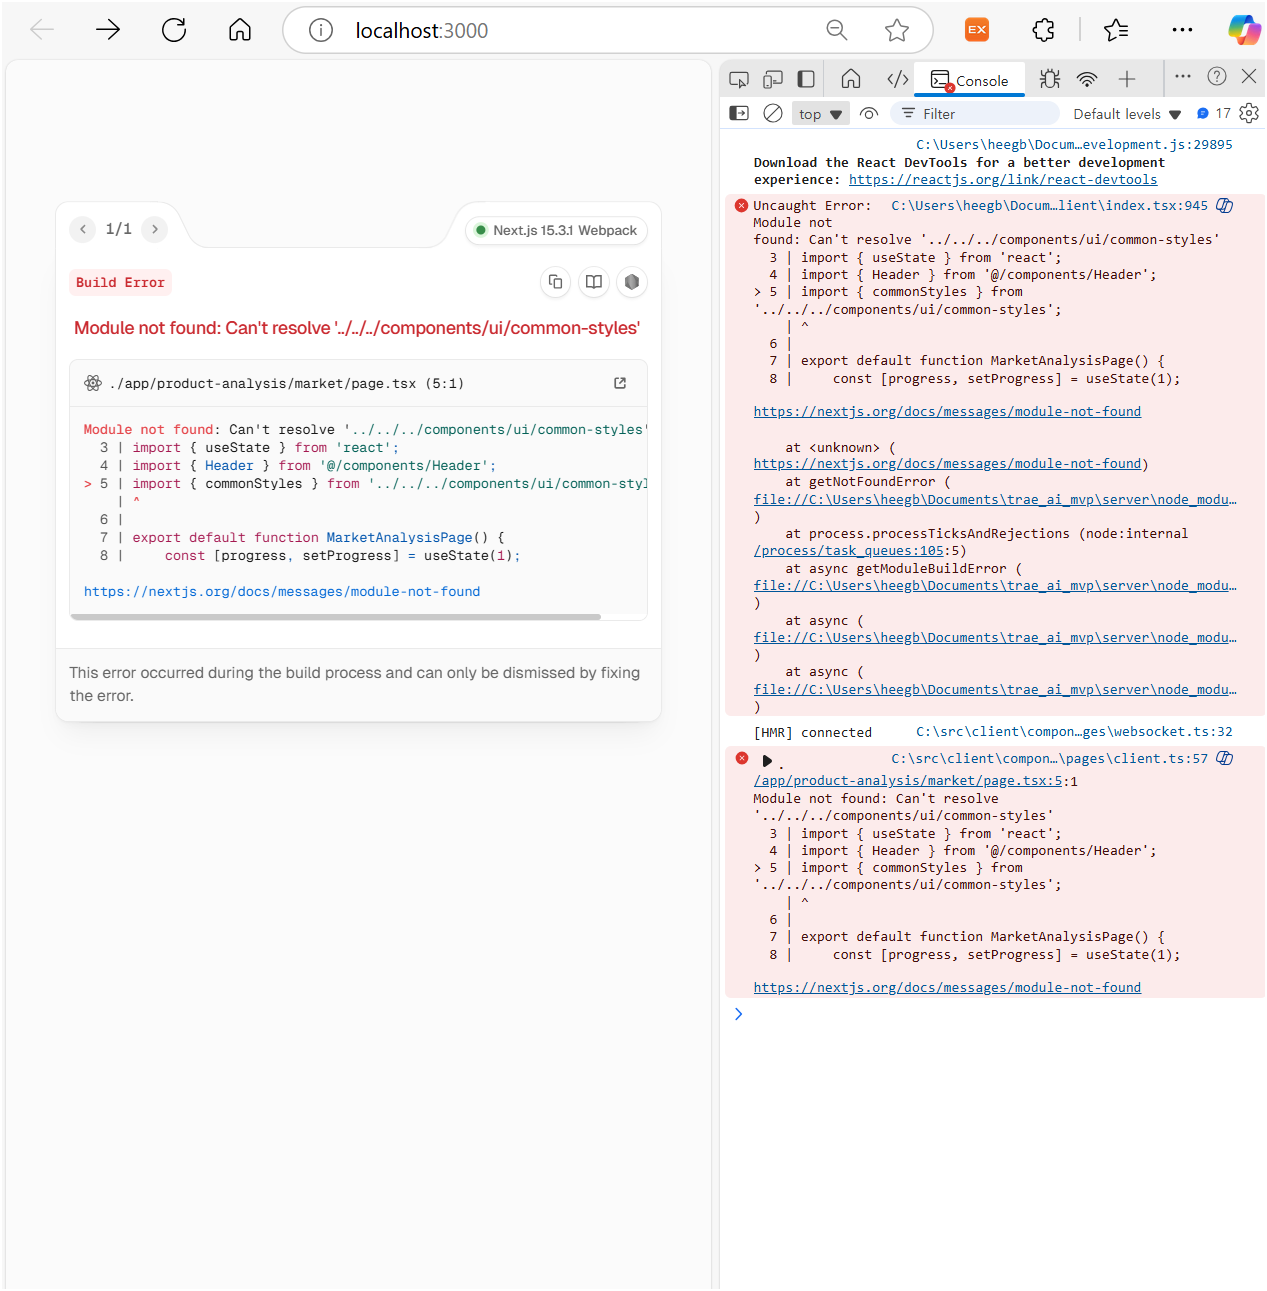 localhost:3000
EX
1/1
Next.js 15.3.1 Webpack
Build Error
Module not found: Can't resolve '../../../components/ui/common-styles'
./app/product-analysis/market/page.tsx (5:1)
Module not found: Can't resolve '../../../components/ui/common-styles'
3 | import { useState } from 'react';
4 | import { Header } from '@/components/Header';
> 5 | import { commonStyles } from '../../../components/ui/common-styl
| ^
6 |
7 | export default function MarketAnalysisPage() {
8 |     const [progress, setProgress] = useState(1);
https://nextjs.org/docs/messages/module-not-found
This error occurred during the build process and can only be dismissed by fixing
the error.
Console
top
Filter
Default levels
17
C:\Users\heegb\Docum…evelopment.js:29895
Download the React DevTools for a better development
experience: https://reactjs.org/link/react-devtools
Uncaught Error: C:\Users\heegb\Docum…lient\index.tsx:945
Module not
found: Can't resolve '../../../components/ui/common-styles'
3 | import { useState } from 'react';
4 | import { Header } from '@/components/Header';
> 5 | import { commonStyles } from
'../../../components/ui/common-styles';
| ^
6 |
7 | export default function MarketAnalysisPage() {
8 |     const [progress, setProgress] = useState(1);
https://nextjs.org/docs/messages/module-not-found
at <unknown> (
https://nextjs.org/docs/messages/module-not-found)
at getNotFoundError (
file://C:\Users\heegb\Documents\trae_ai_mvp\server\node_modu…
)
at process.processTicksAndRejections (node:internal
/process/task_queues:105:5)
at async getModuleBuildError (
file://C:\Users\heegb\Documents\trae_ai_mvp\server\node_modu…
)
at async (
file://C:\Users\heegb\Documents\trae_ai_mvp\server\node_modu…
)
at async (
file://C:\Users\heegb\Documents\trae_ai_mvp\server\node_modu…
)
[HMR] connected C:\src\client\compon…ges\websocket.ts:32
. C:\src\client\compon…\pages\client.ts:57
/app/product-analysis/market/page.tsx:5:1
Module not found: Can't resolve
'../../../components/ui/common-styles'
3 | import { useState } from 'react';
4 | import { Header } from '@/components/Header';
> 5 | import { commonStyles } from
'../../../components/ui/common-styles';
| ^
6 |
7 | export default function MarketAnalysisPage() {
8 |     const [progress, setProgress] = useState(1);
https://nextjs.org/docs/messages/module-not-found